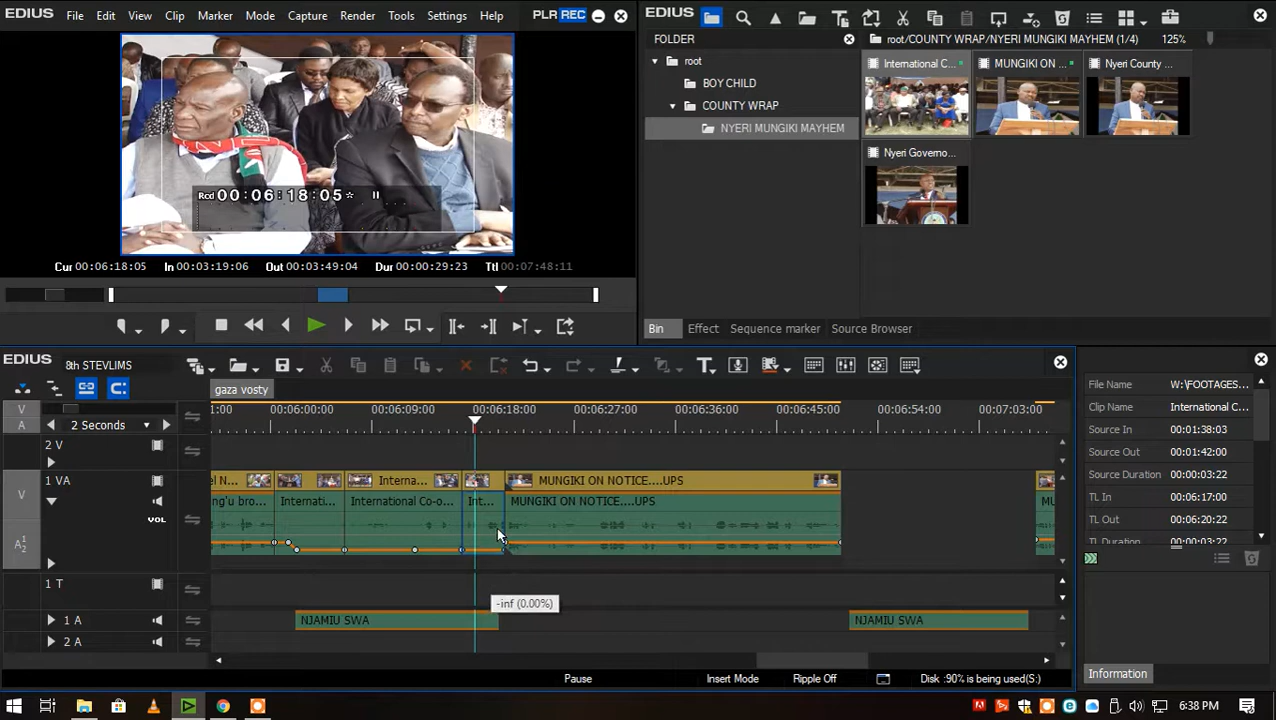 EDIUS File Edit View Clip Marker Mode Capture Render Tools Settings Help PLR REC
Rcd 00:06:18:05*
Cur 00:06:18:05 In 00:03:19:06 Out 00:03:49:04 Dur 00:00:29:23 Ttl 00:07:48:11
EDIUS
FOLDER
root/COUNTY WRAP/NYERI MUNGIKI MAYHEM (1/4) 125%
root
BOY CHILD
COUNTY WRAP
NYERI MUNGIKI MAYHEM
International C...
MUNGIKI ON ...
Nyeri County ...
Nyeri Governo...
Bin Effect Sequence marker Source Browser
EDIUS 8th STEVLIMS
gaza vosty
V
A
2 Seconds
1:00 00:06:00:00 00:06:09:00 00:06:18:00 00:06:27:00 00:06:36:00 00:06:45:00 00:06:54:00 00:07:03:00
2 V
1 VA
V
el N... Interna... MUNGIKI ON NOTICE....UPS
ng'u bro... Internati... International Co-o... Int... MUNGIKI ON NOTICE....UPS
VOL
-inf (0.00%)
1 T
1 A NJAMIU SWA NJAMIU SWA
2 A
Pause Insert Mode Ripple Off Disk :90% is being used(S:)
File Name W:\FOOTAGES...
Clip Name International C...
Source In 00:01:38:03
Source Out 00:01:42:00
Source Duration 00:00:03:22
TL In 00:06:17:00
TL Out 00:06:20:22
TL Duration 00:00:03:22
Information
6:38 PM